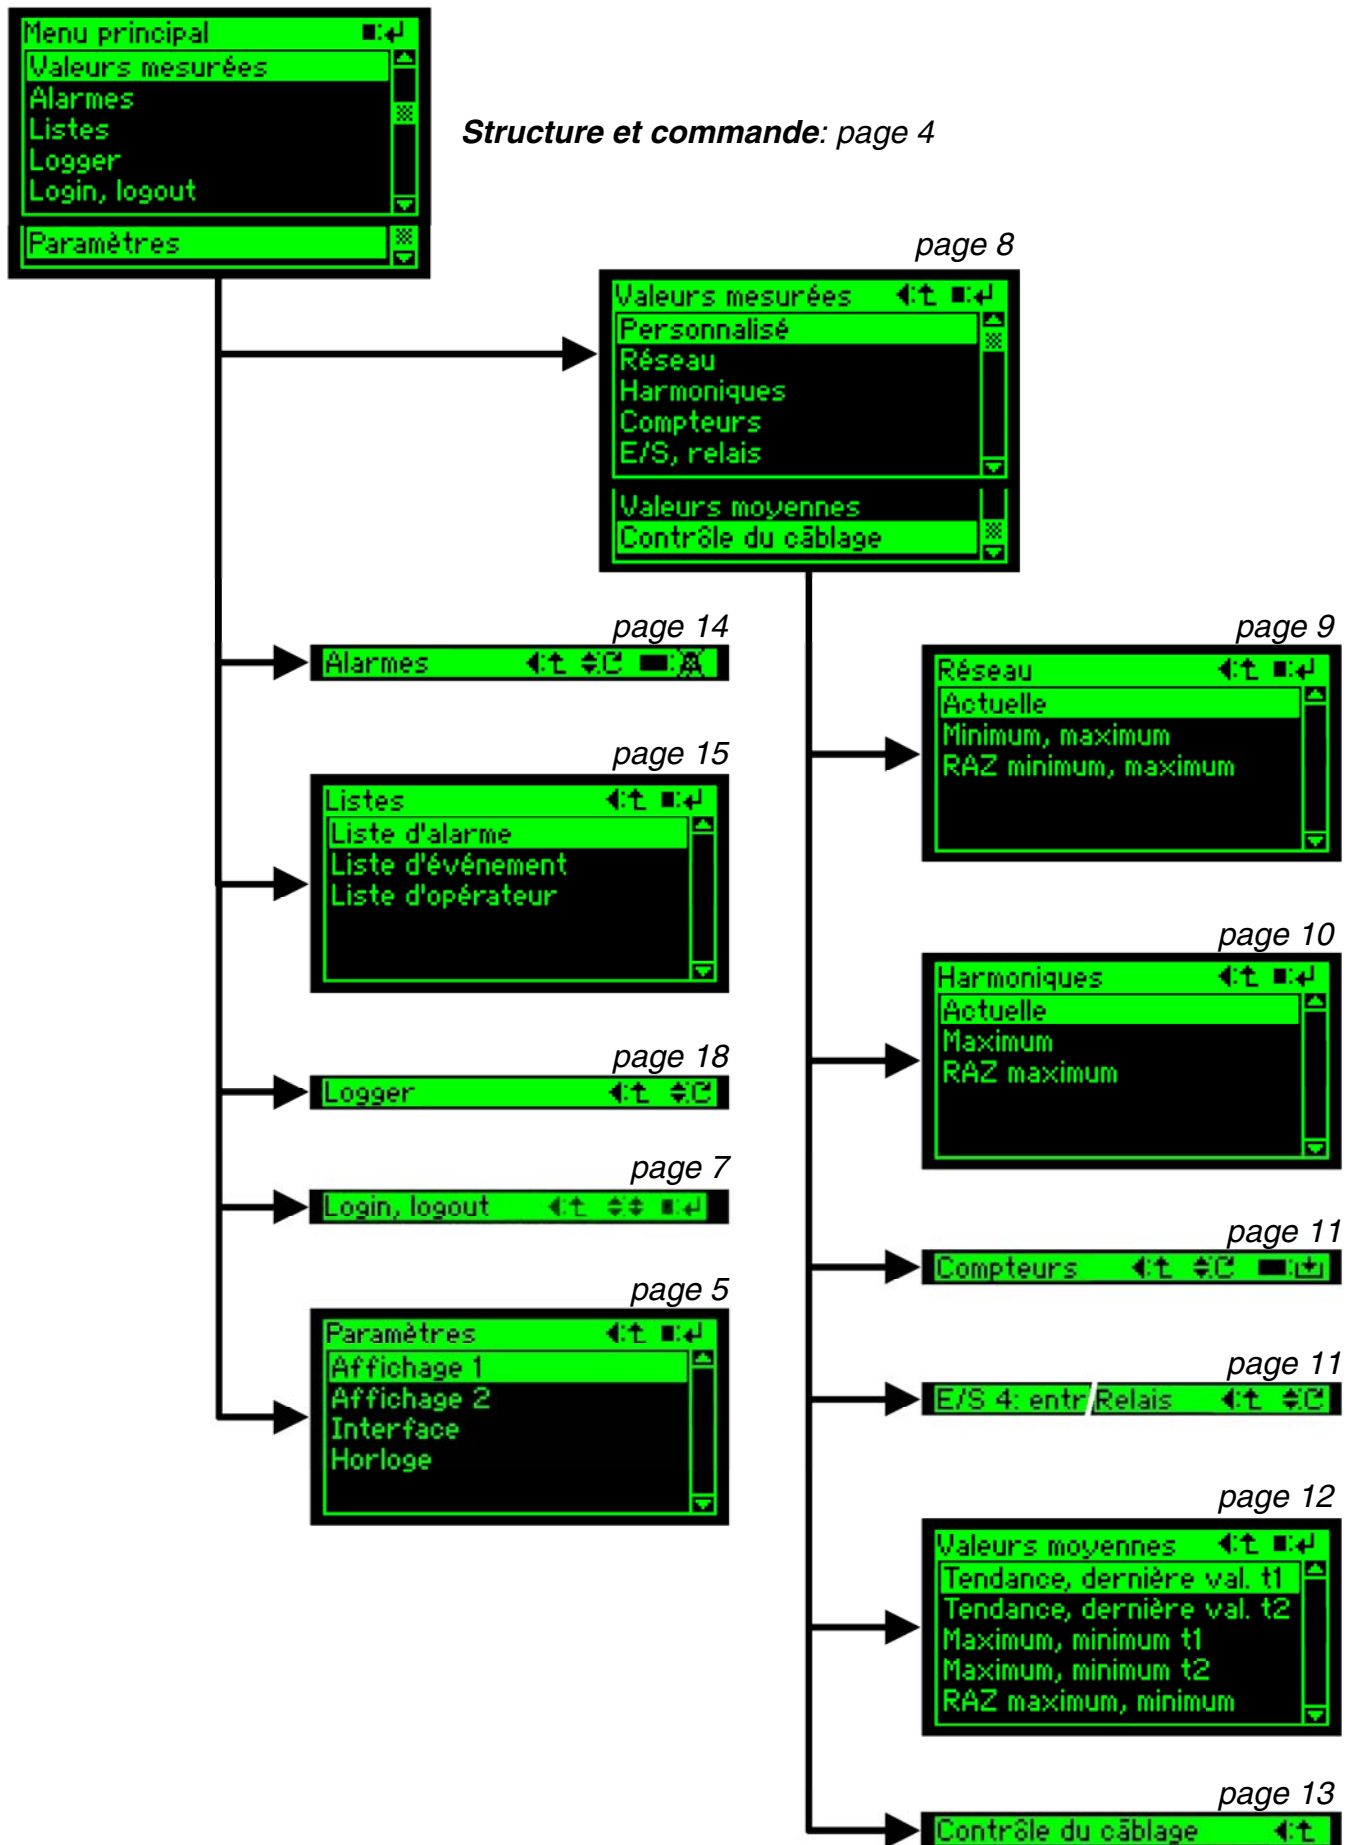 Menu principal
Valeurs mesurées
Alarmes
Listes
Logger
Login, logout
Paramètres
Structure et commande: page 4
page 8
Valeurs mesurées
Personnalisé
Réseau
Harmoniques
Compteurs
E/S, relais
Valeurs moyennes
Contrôle du câblage
page 14
Alarmes
page 15
Listes
Liste d'alarme
Liste d'événement
Liste d'opérateur
page 18
Logger
page 7
Login, logout
page 5
Paramètres
Affichage 1
Affichage 2
Interface
Horloge
page 9
Réseau
Actuelle
Minimum, maximum
RAZ minimum, maximum
page 10
Harmoniques
Actuelle
Maximum
RAZ maximum
page 11
Compteurs
page 11
E/S 4: entr/Relais
page 12
Valeurs moyennes
Tendance, dernière val. t1
Tendance, dernière val. t2
Maximum, minimum t1
Maximum, minimum t2
RAZ maximum, minimum
page 13
Contrôle du câblage